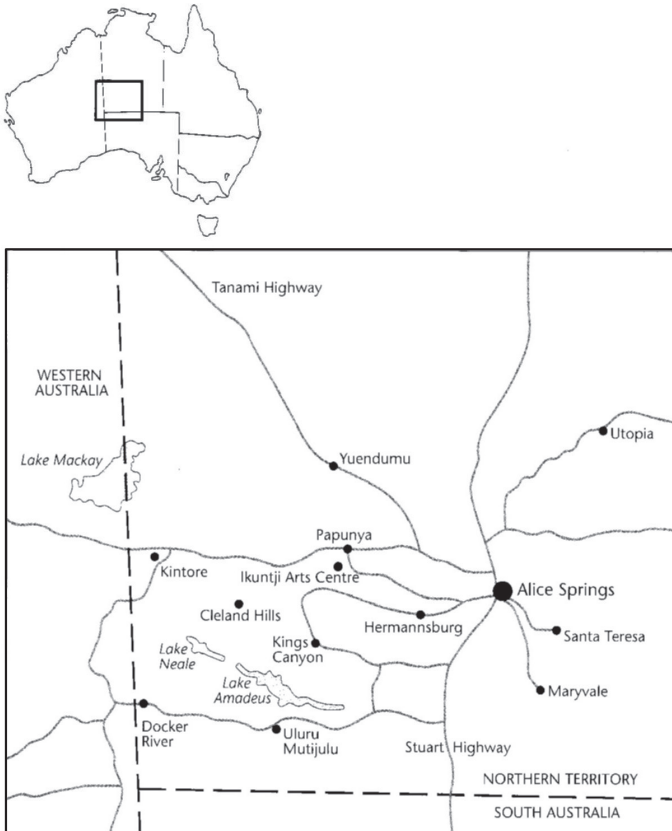 Tanami Highway
WESTERN
AUSTRALIA
Utopia
Lake Mackay
Yuendumu
Papunya
Kintore
Ikuntji Arts Centre
Alice Springs
Cleland Hills
Hermannsburg
Santa Teresa
Kings
Canyon
Lake
Neale
Lake
Amadeus
Maryvale
Docker
River
Uluru
Mutijulu
Stuart Highway
NORTHERN TERRITORY
SOUTH AUSTRALIA